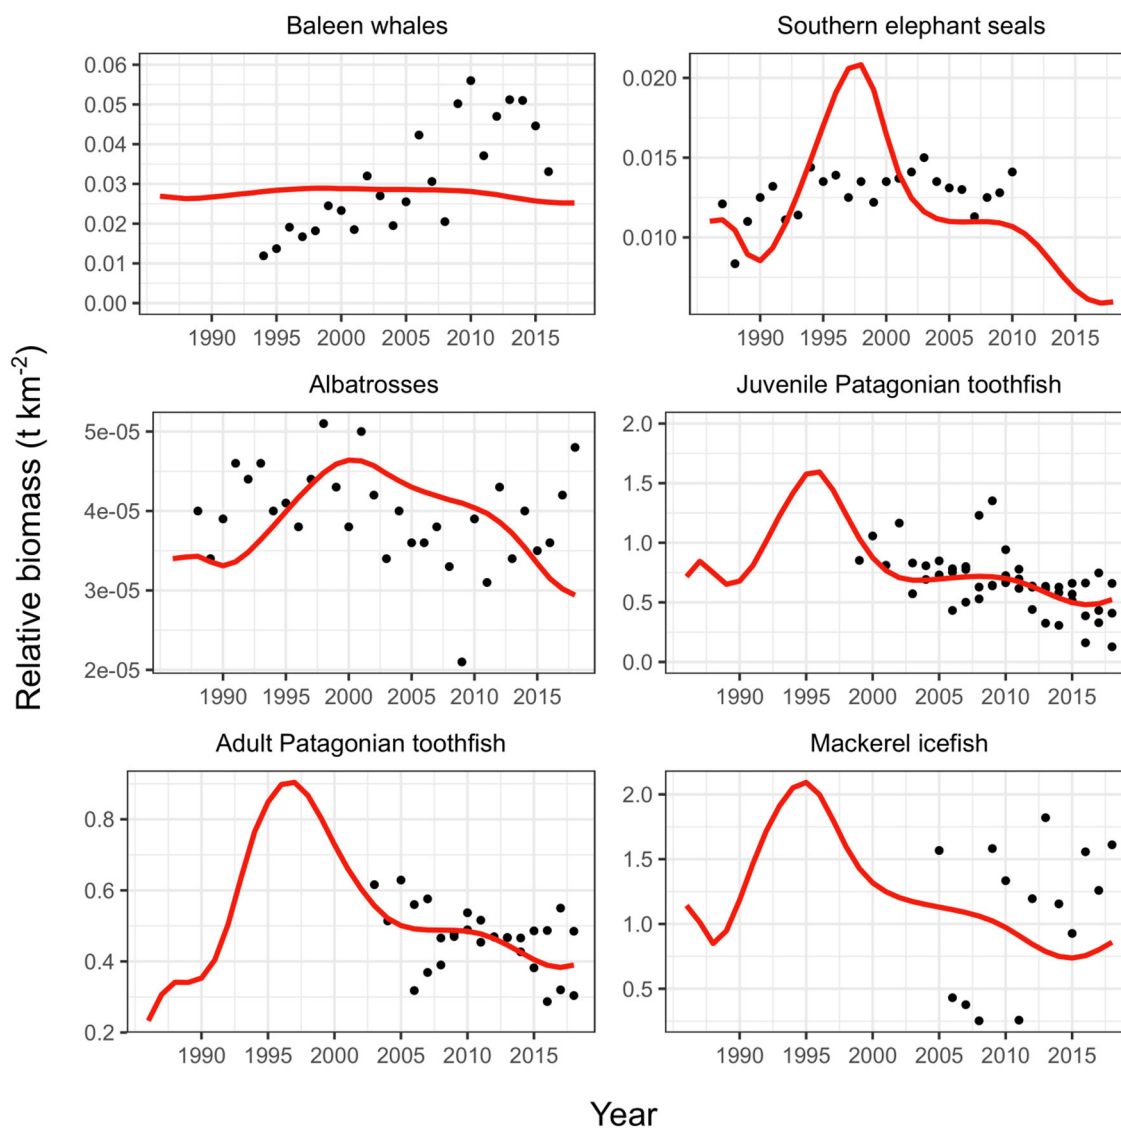 Baleen whales
Southern elephant seals
0.06
0.05
0.04
0.03
0.02
0.01
0.00
0.020
0.015
0.010
1990 1995 2000 2005 2010 2015
1990 1995 2000 2005 2010 2015
Relative biomass (t km-2)
Albatrosses
Juvenile Patagonian toothfish
5e-05
4e-05
3e-05
2e-05
2.0
1.5
1.0
0.5
0.0
1990 1995 2000 2005 2010 2015
1990 1995 2000 2005 2010 2015
Adult Patagonian toothfish
Mackerel icefish
0.8
0.6
0.4
0.2
2.0
1.5
1.0
0.5
1990 1995 2000 2005 2010 2015
1990 1995 2000 2005 2010 2015
Year